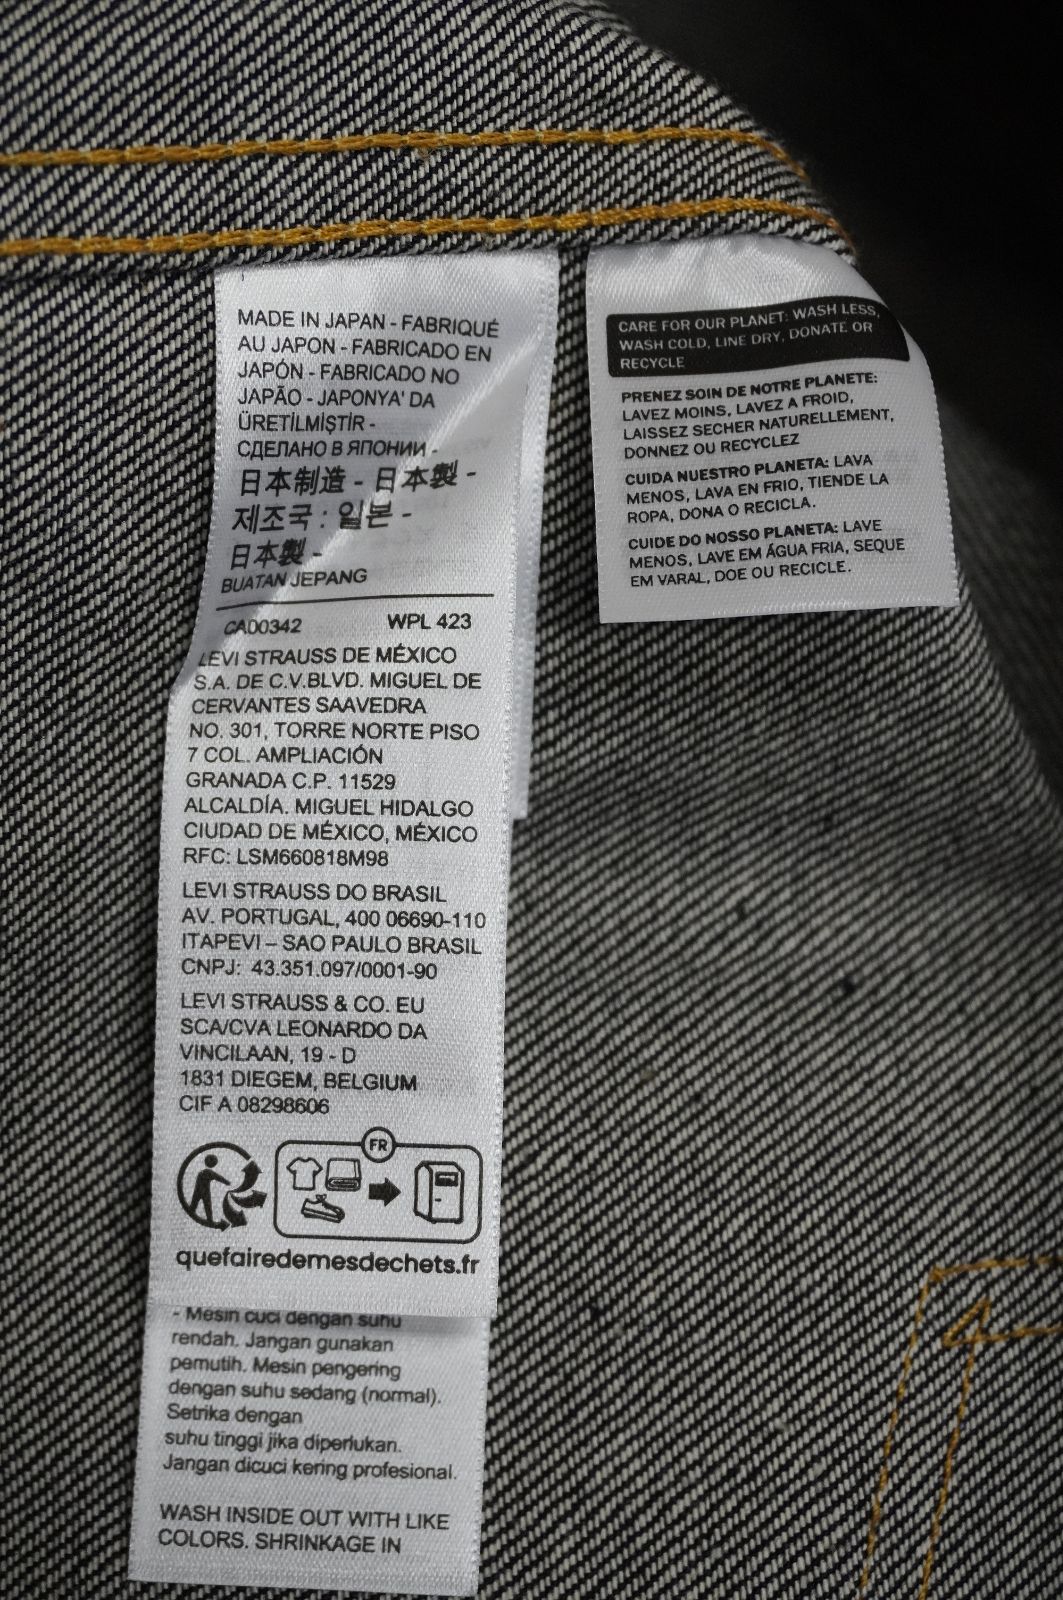 MADE IN JAPAN - FABRIQUÉ
AU JAPON - FABRICADO EN
JAPÓN - FABRICADO NO
JAPÃO - JAPONYA' DA
ÜRETİLMİŞTİR -
СДЕЛАНО В ЯПОНИИ -
日本制造 - 日本製 -
제조국 : 일본 -
日本製 -
BUATAN JEPANG
CA00342 WPL 423
LEVI STRAUSS DE MÉXICO
S.A. DE C.V.BLVD. MIGUEL DE
CERVANTES SAAVEDRA
NO. 301, TORRE NORTE PISO
7 COL. AMPLIACIÓN
GRANADA C.P. 11529
ALCALDÍA. MIGUEL HIDALGO
CIUDAD DE MÉXICO, MÉXICO
RFC: LSM660818M98
LEVI STRAUSS DO BRASIL
AV. PORTUGAL, 400 06690-110
ITAPEVI – SAO PAULO BRASIL
CNPJ: 43.351.097/0001-90
LEVI STRAUSS & CO. EU
SCA/CVA LEONARDO DA
VINCILAAN, 19 - D
1831 DIEGEM, BELGIUM
CIF A 08298606
FR
quefairedemesdechets.fr
- Mesin cuci dengan suhu
rendah. Jangan gunakan
pemutih. Mesin pengering
dengan suhu sedang (normal).
Setrika dengan
suhu tinggi jika diperlukan.
Jangan dicuci kering profesional.
WASH INSIDE OUT WITH LIKE
COLORS. SHRINKAGE IN
CARE FOR OUR PLANET: WASH LESS,
WASH COLD, LINE DRY, DONATE OR
RECYCLE
PRENEZ SOIN DE NOTRE PLANETE:
LAVEZ MOINS, LAVEZ A FROID,
LAISSEZ SECHER NATURELLEMENT,
DONNEZ OU RECYCLEZ
CUIDA NUESTRO PLANETA: LAVA
MENOS, LAVA EN FRIO, TIENDE LA
ROPA, DONA O RECICLA.
CUIDE DO NOSSO PLANETA: LAVE
MENOS, LAVE EM ÁGUA FRIA, SEQUE
EM VARAL, DOE OU RECICLE.